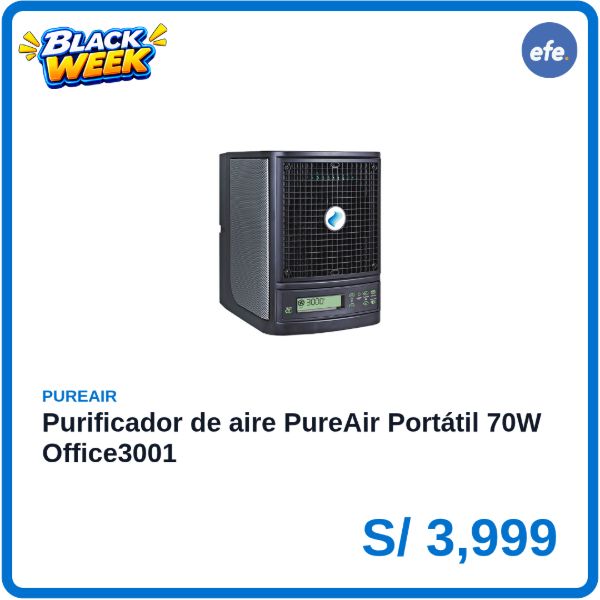 BLACK
WEEK
efe.
3000
PUREAIR
Purificador de aire PureAir Portátil 70W
Office3001
S/ 3,999